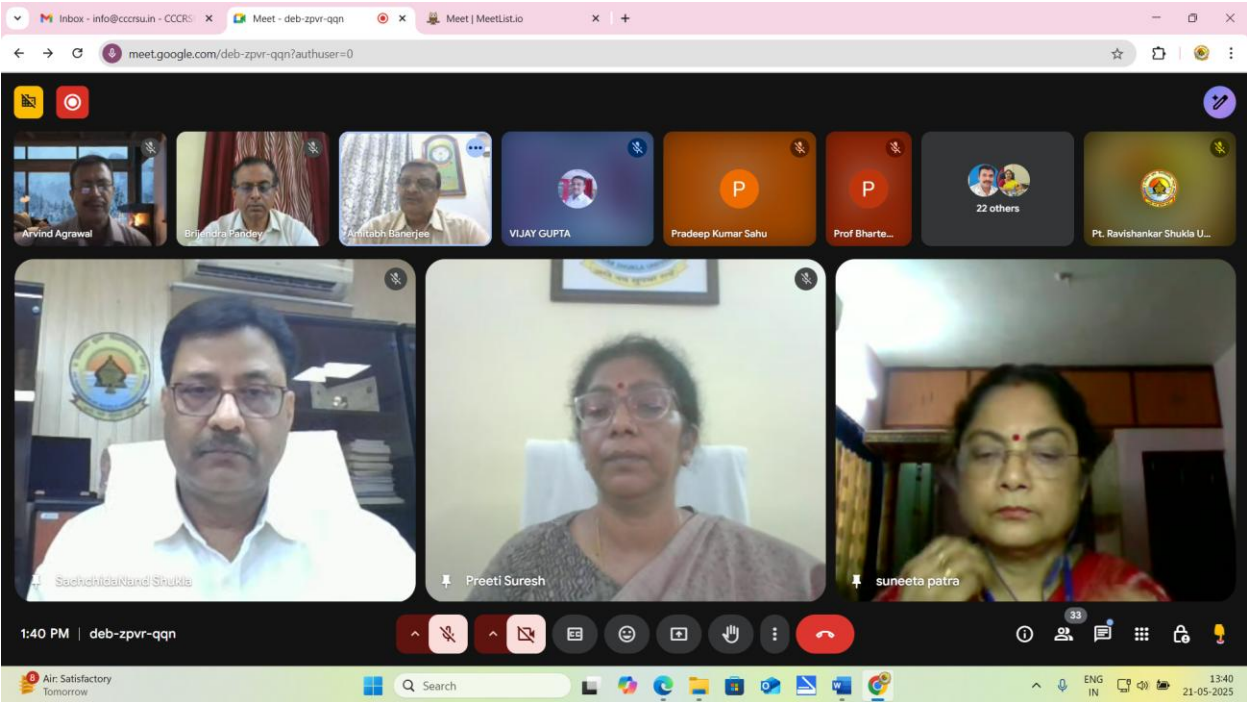 Inbox - info@cccrsu.in - CCCRS
Meet - deb-zpvr-qqn
Meet | MeetList.io
meet.google.com/deb-zpvr-qqn?authuser=0
Arvind Agrawal
Brijendra Pandey
Amitabh Banerjee
VIJAY GUPTA
P
Pradeep Kumar Sahu
P
Prof Bharte...
22 others
Pt. Ravishankar Shukla U...
SachchidaNand Shukla
Preeti Suresh
suneeta patra
1:40 PM | deb-zpvr-qqn
CC
33
8
Air: Satisfactory
Tomorrow
Search
ENG
IN
13:40
21-05-2025